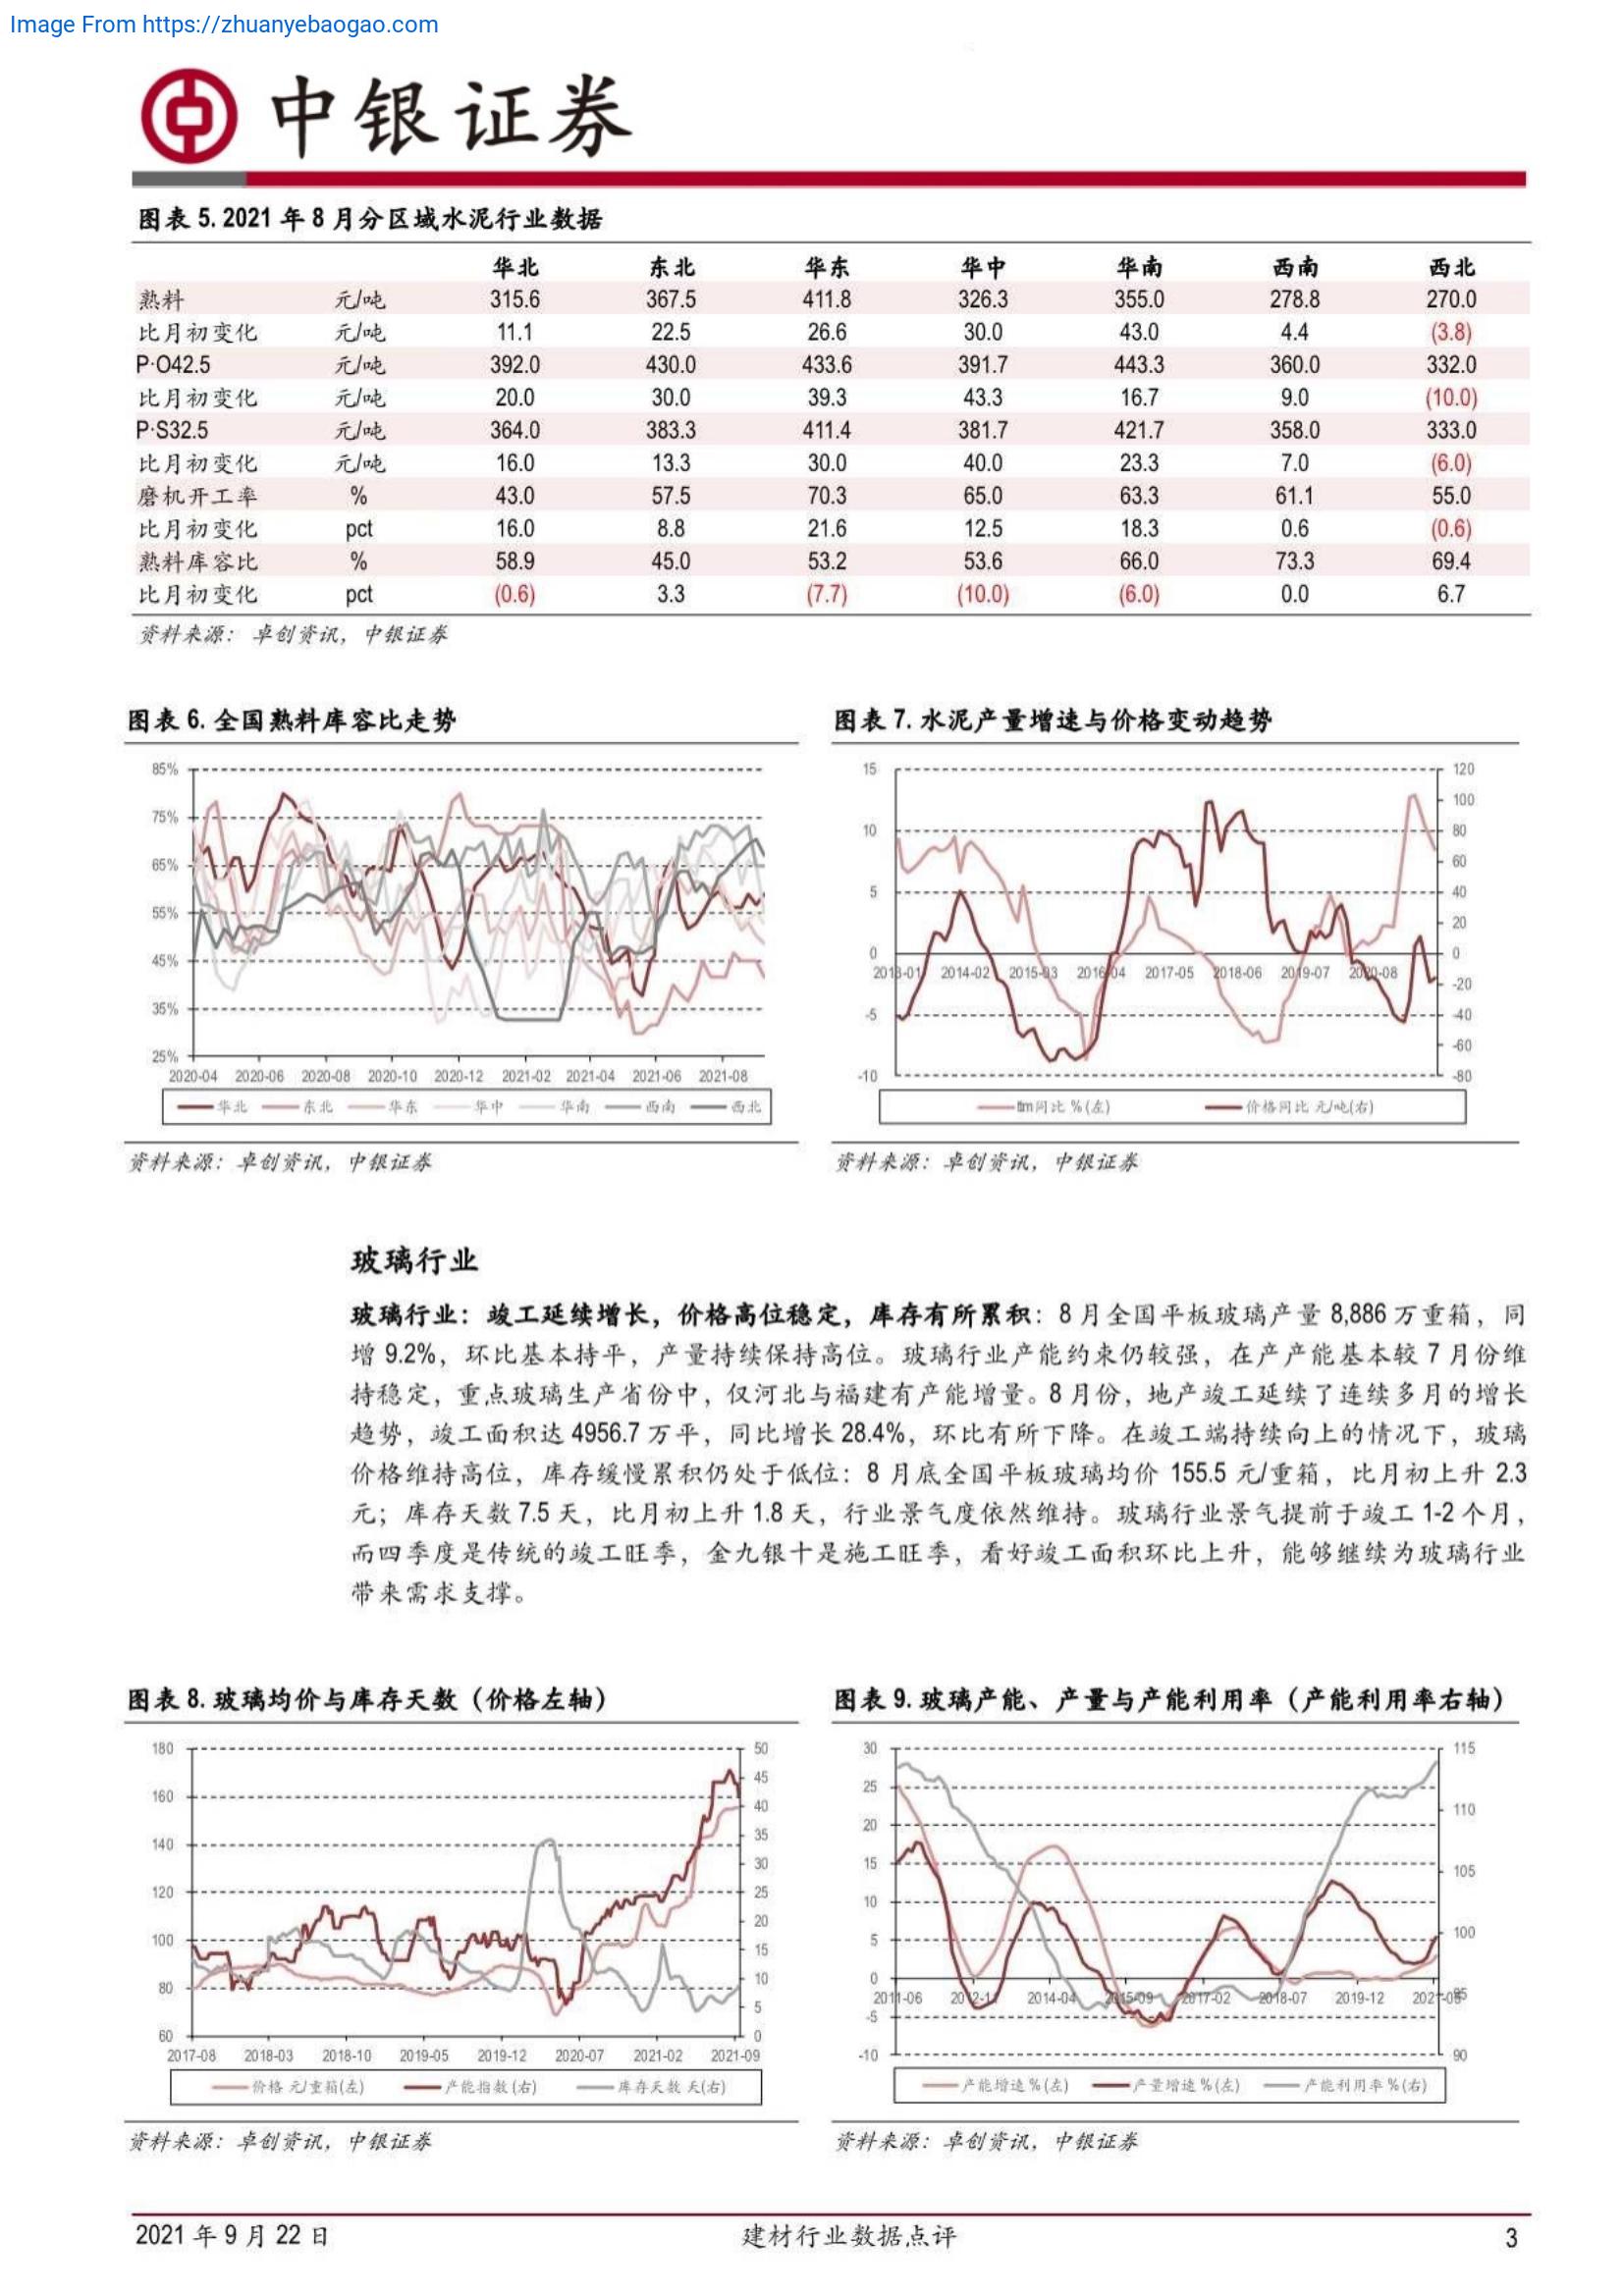 Image From https://zhuanyebaogao.com
中银证券
图表 5. 2021 年 8 月分区域水泥行业数据
华北 东北 华东 华中 华南 西南 西北
熟料 元/吨 315.6 367.5 411.8 326.3 355.0 278.8 270.0
比月初变化 元/吨 11.1 22.5 26.6 30.0 43.0 4.4 (3.8)
P·O42.5 元/吨 392.0 430.0 433.6 391.7 443.3 360.0 332.0
比月初变化 元/吨 20.0 30.0 39.3 43.3 16.7 9.0 (10.0)
P·S32.5 元/吨 364.0 383.3 411.4 381.7 421.7 358.0 333.0
比月初变化 元/吨 16.0 13.3 30.0 40.0 23.3 7.0 (6.0)
磨机开工率 % 43.0 57.5 70.3 65.0 63.3 61.1 55.0
比月初变化 pct 16.0 8.8 21.6 12.5 18.3 0.6 (0.6)
熟料库容比 % 58.9 45.0 53.2 53.6 66.0 73.3 69.4
比月初变化 pct (0.6) 3.3 (7.7) (10.0) (6.0) 0.0 6.7
资料来源：卓创资讯，中银证券
图表 6. 全国熟料库容比走势
85%
75%
65%
55%
45%
35%
25%
2020-04 2020-06 2020-08 2020-10 2020-12 2021-02 2021-04 2021-06 2021-08
华北 东北 华东 华中 华南 西南 西北
资料来源：卓创资讯，中银证券
图表 7. 水泥产量增速与价格变动趋势
15 120
100
10 80
60
5 40
20
0 0
2013-01 2014-02 2015-03 2016-04 2017-05 2018-06 2019-07 2020-08
-20
-5 -40
-60
-10 -80
ttm同比 %(左) 价格同比 元/吨(右)
资料来源：卓创资讯，中银证券
玻璃行业
玻璃行业：竣工延续增长，价格高位稳定，库存有所累积：8 月全国平板玻璃产量 8,886 万重箱，同
增 9.2%，环比基本持平，产量持续保持高位。玻璃行业产能约束仍较强，在产产能基本较 7 月份维
持稳定，重点玻璃生产省份中，仅河北与福建有产能增量。8 月份，地产竣工延续了连续多月的增长
趋势，竣工面积达 4956.7 万平，同比增长 28.4%，环比有所下降。在竣工端持续向上的情况下，玻璃
价格维持高位，库存缓慢累积仍处于低位：8 月底全国平板玻璃均价 155.5 元/重箱，比月初上升 2.3
元；库存天数 7.5 天，比月初上升 1.8 天，行业景气度依然维持。玻璃行业景气提前于竣工 1-2 个月，
而四季度是传统的竣工旺季，金九银十是施工旺季，看好竣工面积环比上升，能够继续为玻璃行业
带来需求支撑。
图表 8. 玻璃均价与库存天数（价格左轴）
180 50
45
160 40
140 35
30
120 25
20
100 15
80 10
5
60 0
2017-08 2018-03 2018-10 2019-05 2019-12 2020-07 2021-02 2021-09
价格 元/重箱(左) 产能指数(右) 库存天数 天(右)
资料来源：卓创资讯，中银证券
图表 9. 玻璃产能、产量与产能利用率（产能利用率右轴）
30 115
25
20 110
15 105
10
5 100
0
2011-06 2012-11 2014-04 2015-09 2017-02 2018-07 2019-12 2021-05 95
-5
-10 90
产能增速 %(左) 产量增速 %(左) 产能利用率 %(右)
资料来源：卓创资讯，中银证券
2021 年 9 月 22 日 建材行业数据点评 3